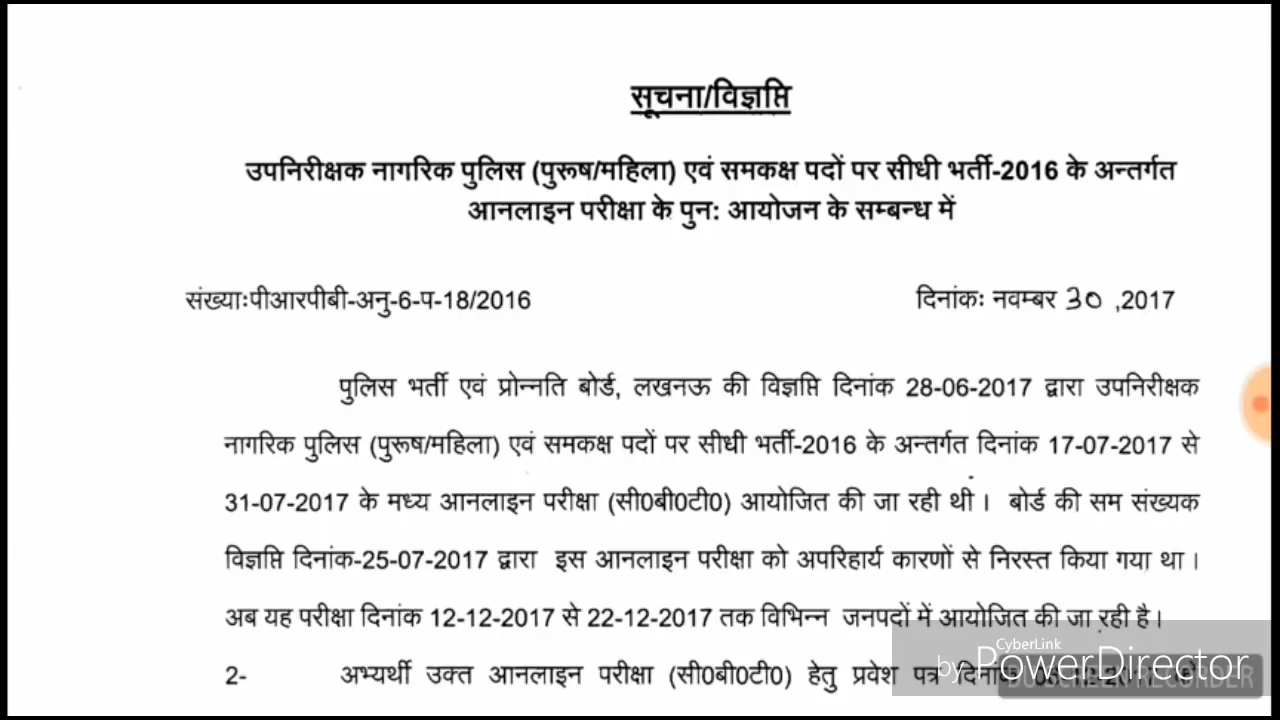 सूचना/विज्ञप्ति
उपनिरीक्षक नागरिक पुलिस (पुरूष/महिला) एवं समकक्ष पदों पर सीधी भर्ती-2016 के अन्तर्गत
आनलाइन परीक्षा के पुनः आयोजन के सम्बन्ध में
संख्याःपीआरपीबी-अनु-6-प-18/2016 दिनांकः नवम्बर 30 ,2017
पुलिस भर्ती एवं प्रोन्नति बोर्ड, लखनऊ की विज्ञप्ति दिनांक 28-06-2017 द्वारा उपनिरीक्षक
नागरिक पुलिस (पुरूष/महिला) एवं समकक्ष पदों पर सीधी भर्ती-2016 के अन्तर्गत दिनांक 17-07-2017 से
31-07-2017 के मध्य आनलाइन परीक्षा (सी0बी0टी0) आयोजित की जा रही थी। बोर्ड की सम संख्यक
विज्ञप्ति दिनांक-25-07-2017 द्वारा इस आनलाइन परीक्षा को अपरिहार्य कारणों से निरस्त किया गया था।
अब यह परीक्षा दिनांक 12-12-2017 से 22-12-2017 तक विभिन्न जनपदों में आयोजित की जा रही है।
2- अभ्यर्थी उक्त आनलाइन परीक्षा (सी0बी0टी0) हेतु प्रवेश पत्र दिनांक
CyberLink
by PowerDirector